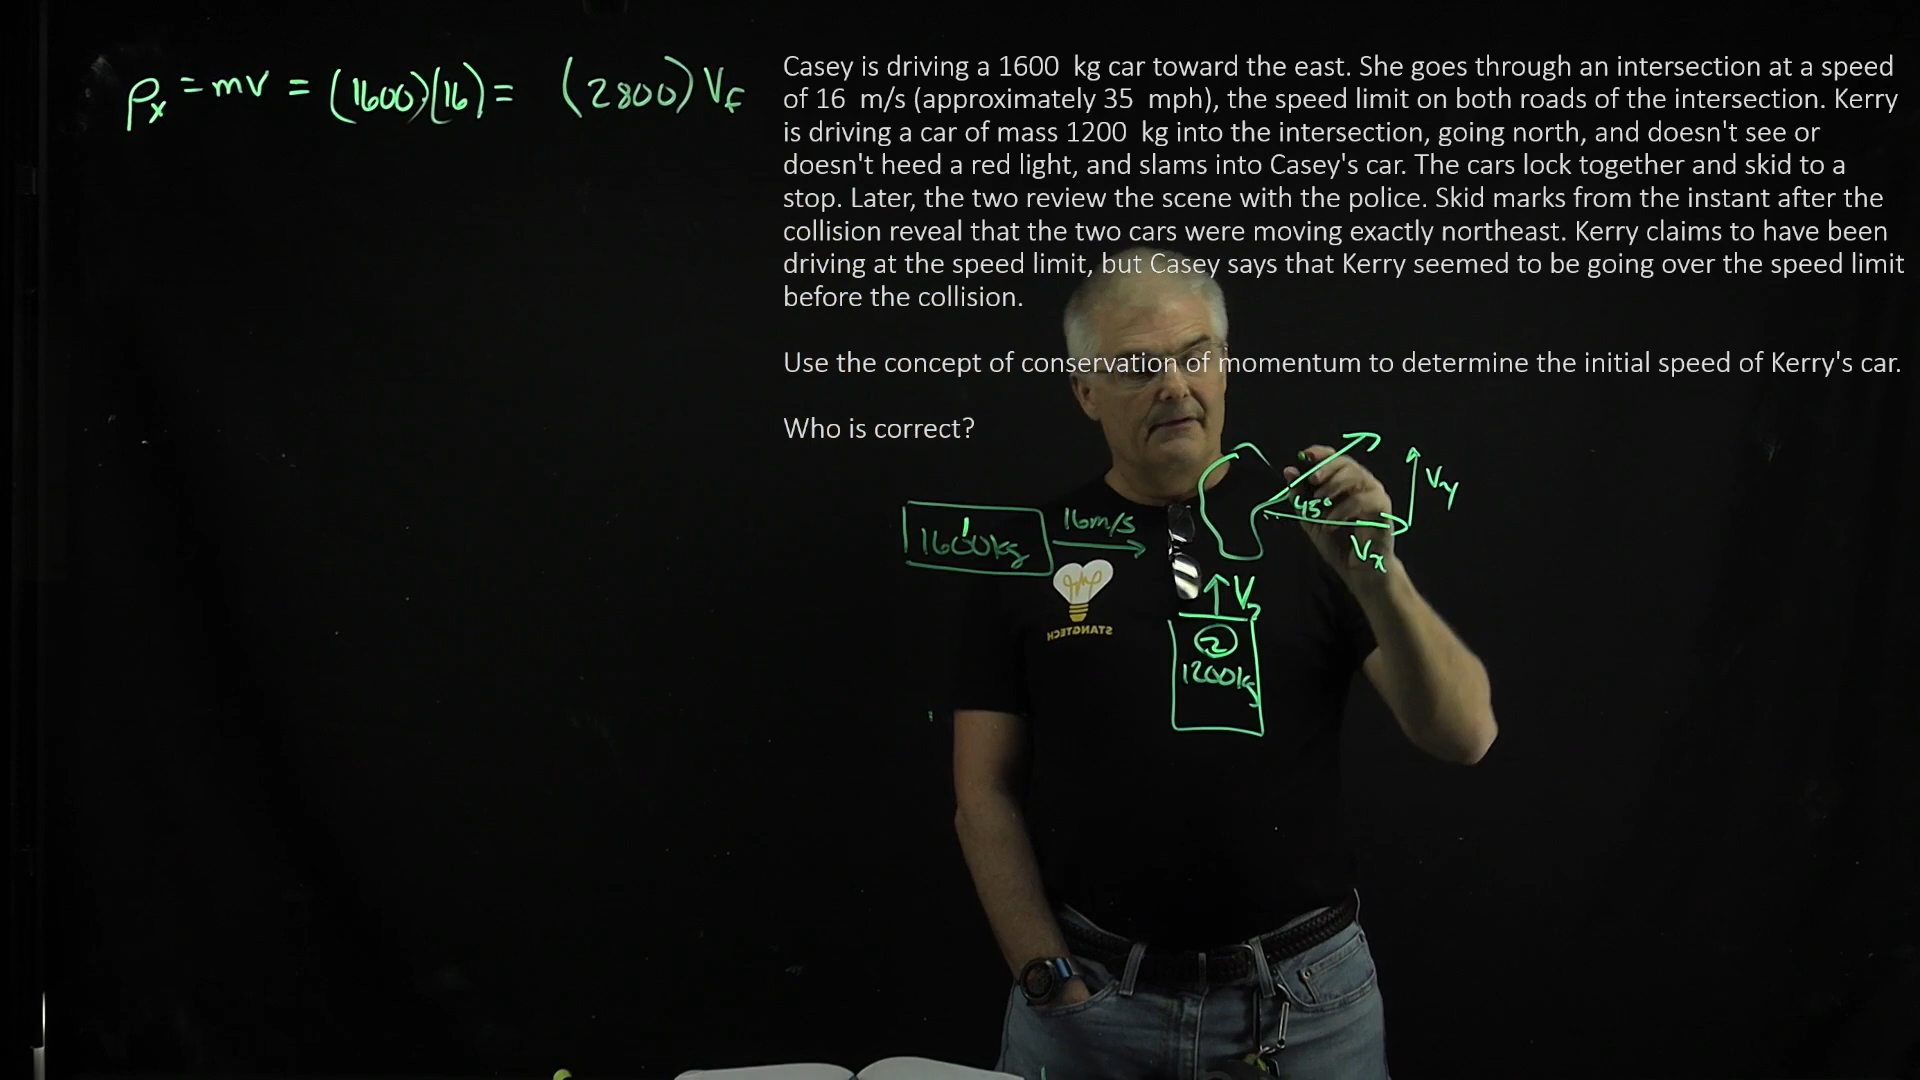 ρx = mv = (1600)(16) = (2800) Vf
Casey is driving a 1600 kg car toward the east. She goes through an intersection at a speed
of 16 m/s (approximately 35 mph), the speed limit on both roads of the intersection. Kerry
is driving a car of mass 1200 kg into the intersection, going north, and doesn't see or
doesn't heed a red light, and slams into Casey's car. The cars lock together and skid to a
stop. Later, the two review the scene with the police. Skid marks from the instant after the
collision reveal that the two cars were moving exactly northeast. Kerry claims to have been
driving at the speed limit, but Casey says that Kerry seemed to be going over the speed limit
before the collision.
Use the concept of conservation of momentum to determine the initial speed of Kerry's car.
Who is correct?
Vy
45°
16m/s
1600kg
Vx
V2
2
1200kg
STANGTECH